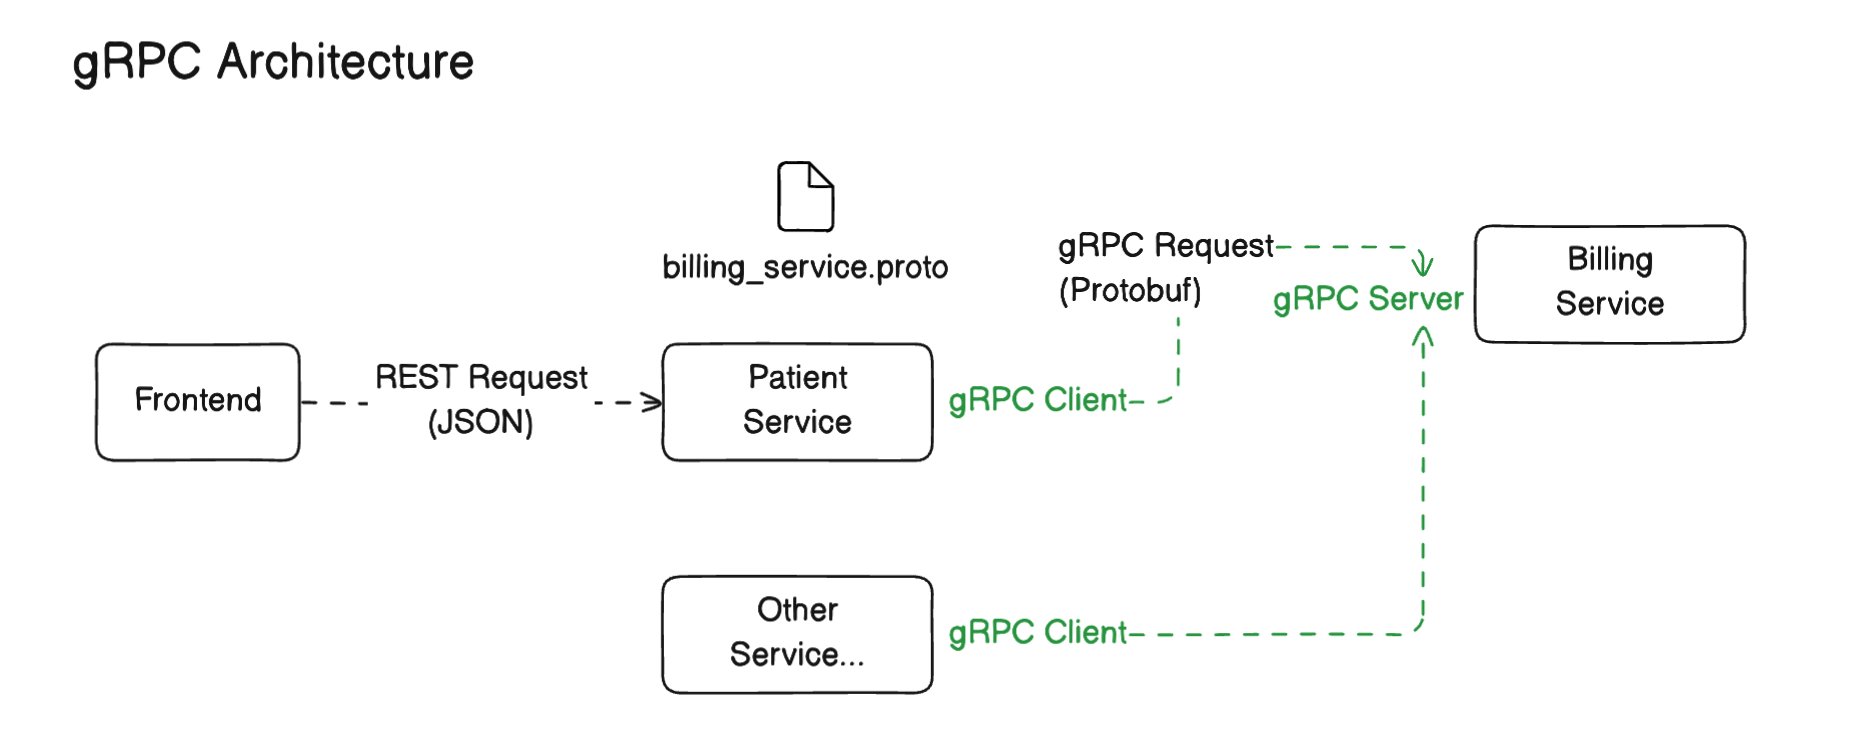 gRPC Architecture
billing_service.proto
gRPC Request
(Protobuf)
gRPC Server
Billing
Service
Frontend
REST Request
(JSON)
Patient
Service
gRPC Client
Other
Service...
gRPC Client